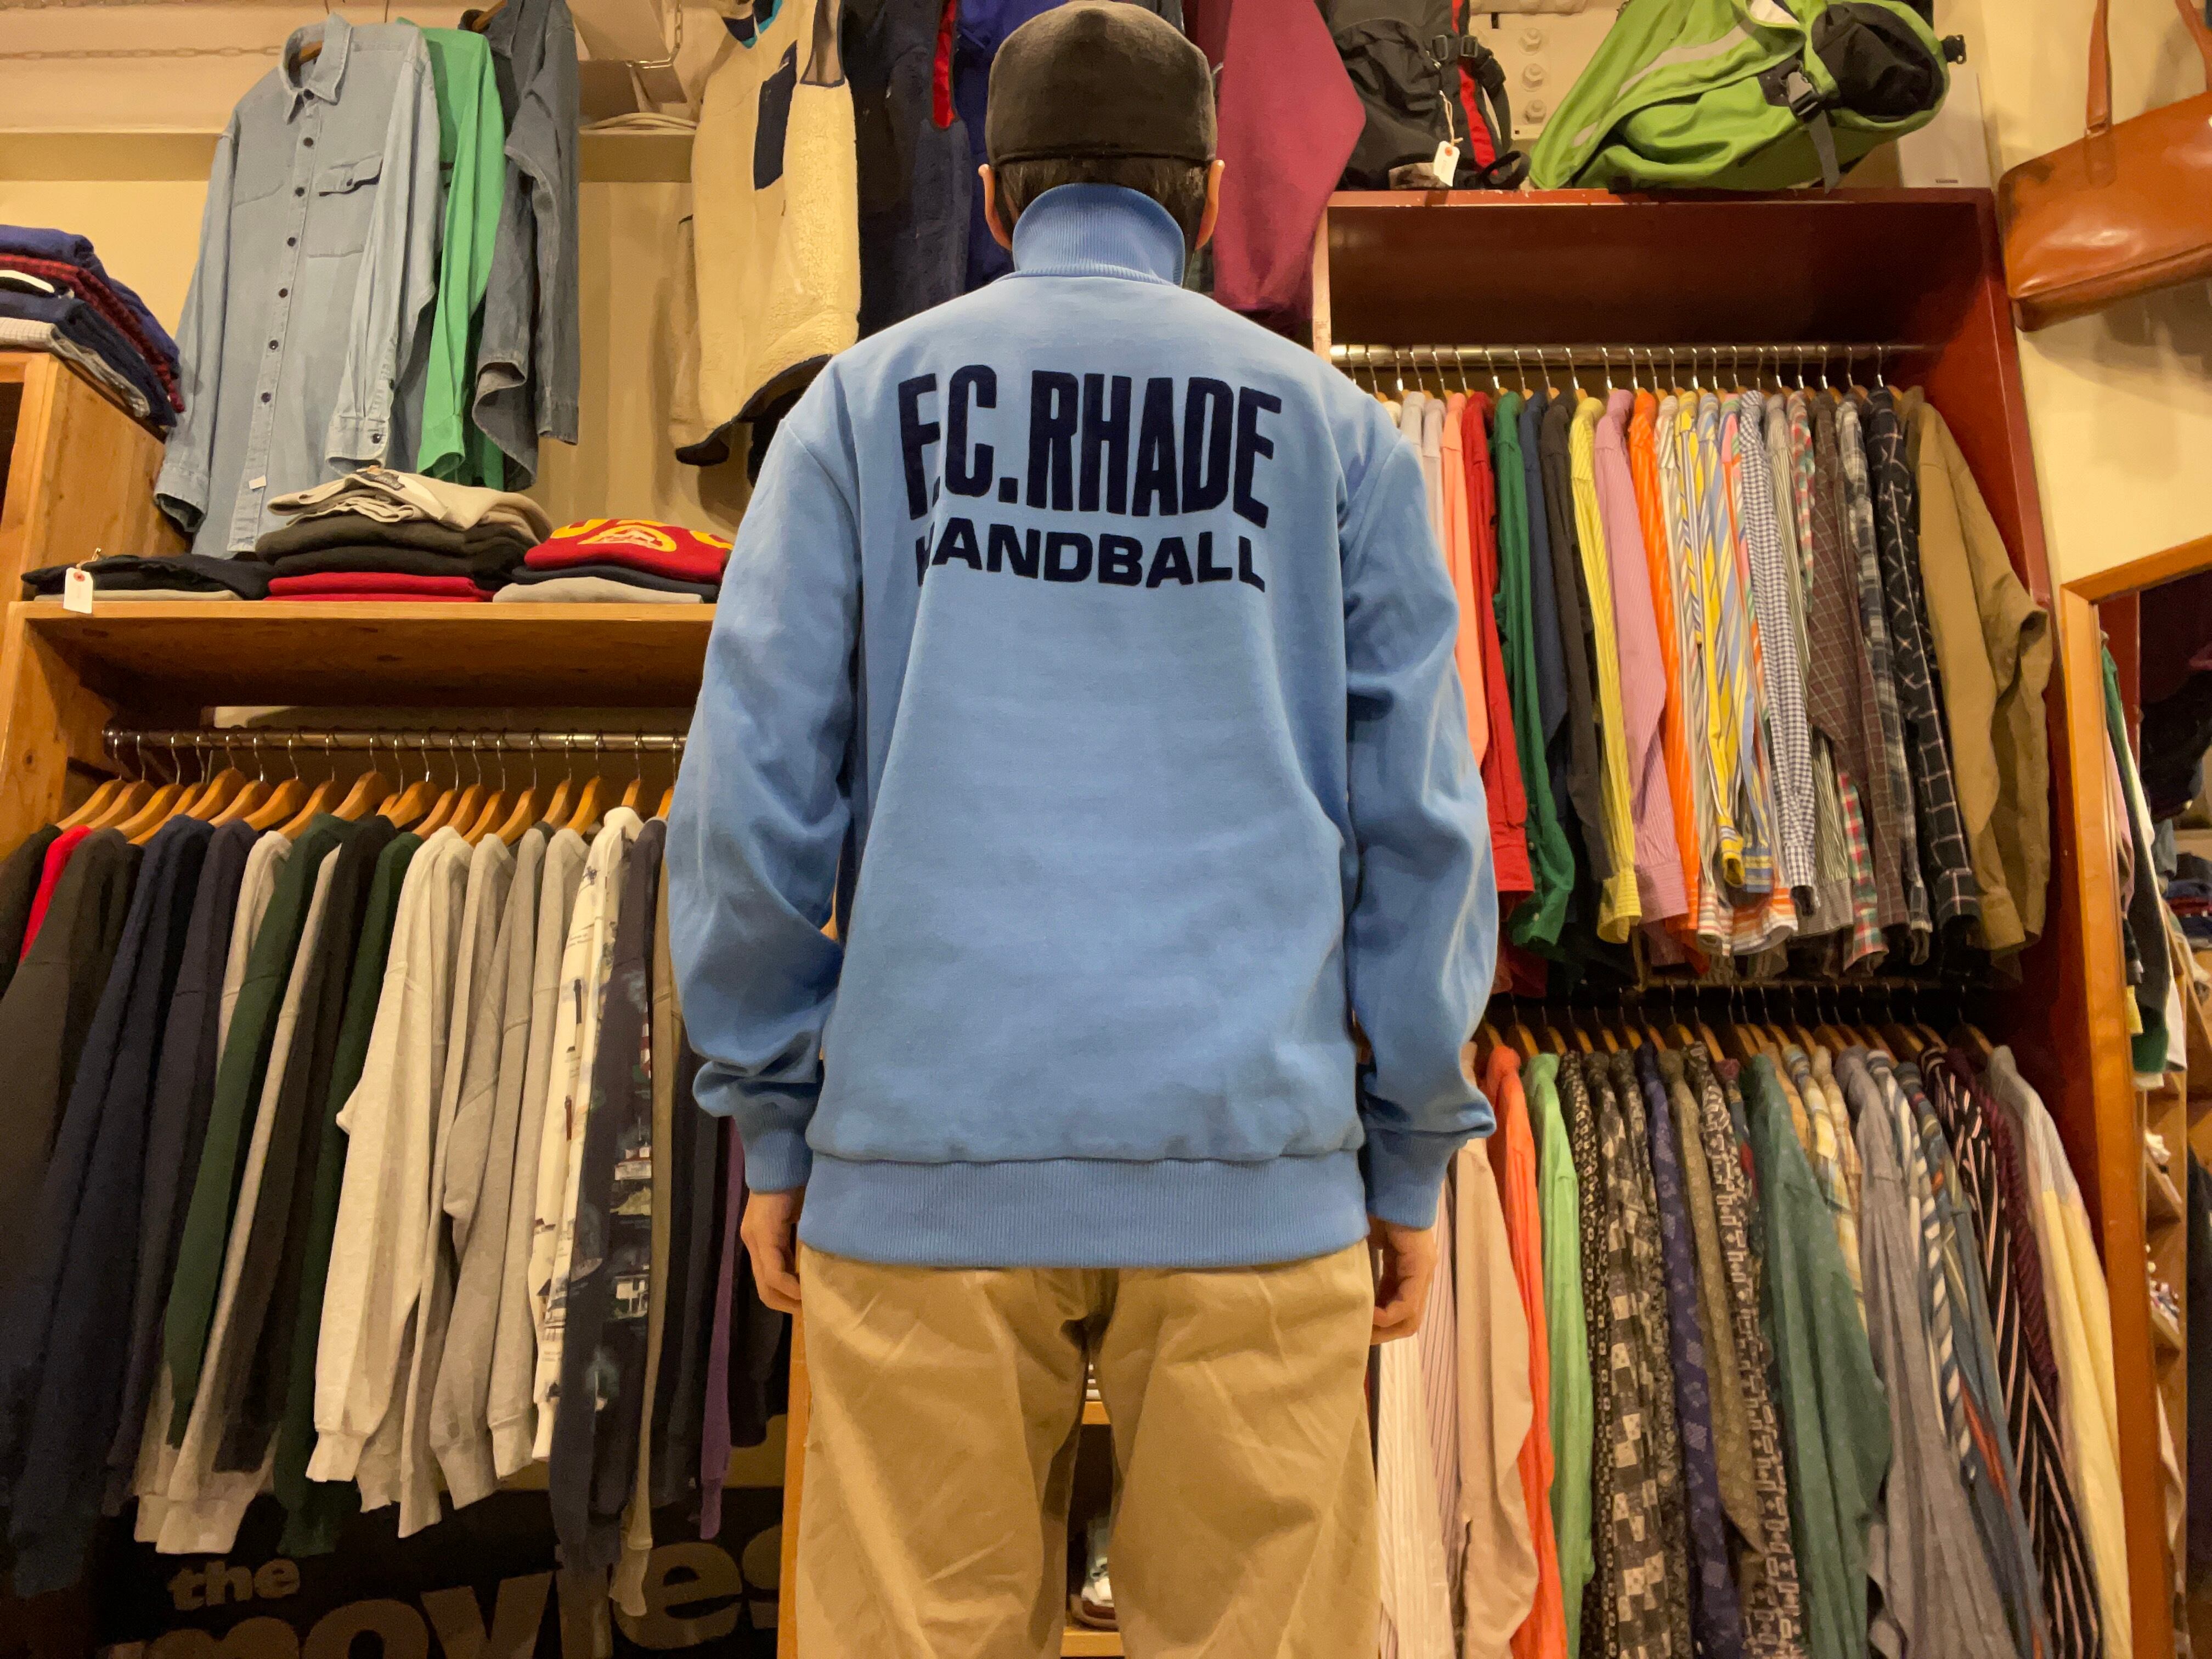 F.C.RHADE
HANDBALL
the
movies